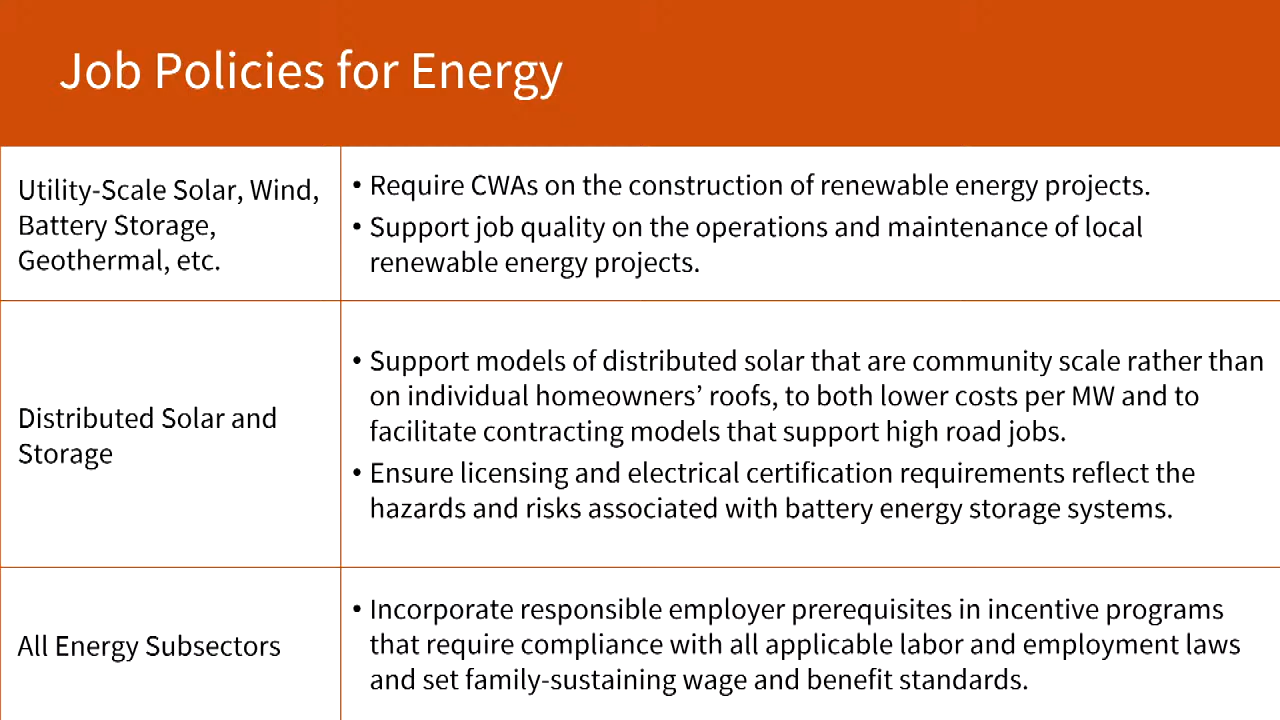 Job Policies for Energy
Utility-Scale Solar, Wind,
Battery Storage,
Geothermal, etc.
• Require CWAs on the construction of renewable energy projects.
• Support job quality on the operations and maintenance of local
renewable energy projects.
Distributed Solar and
Storage
• Support models of distributed solar that are community scale rather than
on individual homeowners’ roofs, to both lower costs per MW and to
facilitate contracting models that support high road jobs.
• Ensure licensing and electrical certification requirements reflect the
hazards and risks associated with battery energy storage systems.
All Energy Subsectors
• Incorporate responsible employer prerequisites in incentive programs
that require compliance with all applicable labor and employment laws
and set family-sustaining wage and benefit standards.